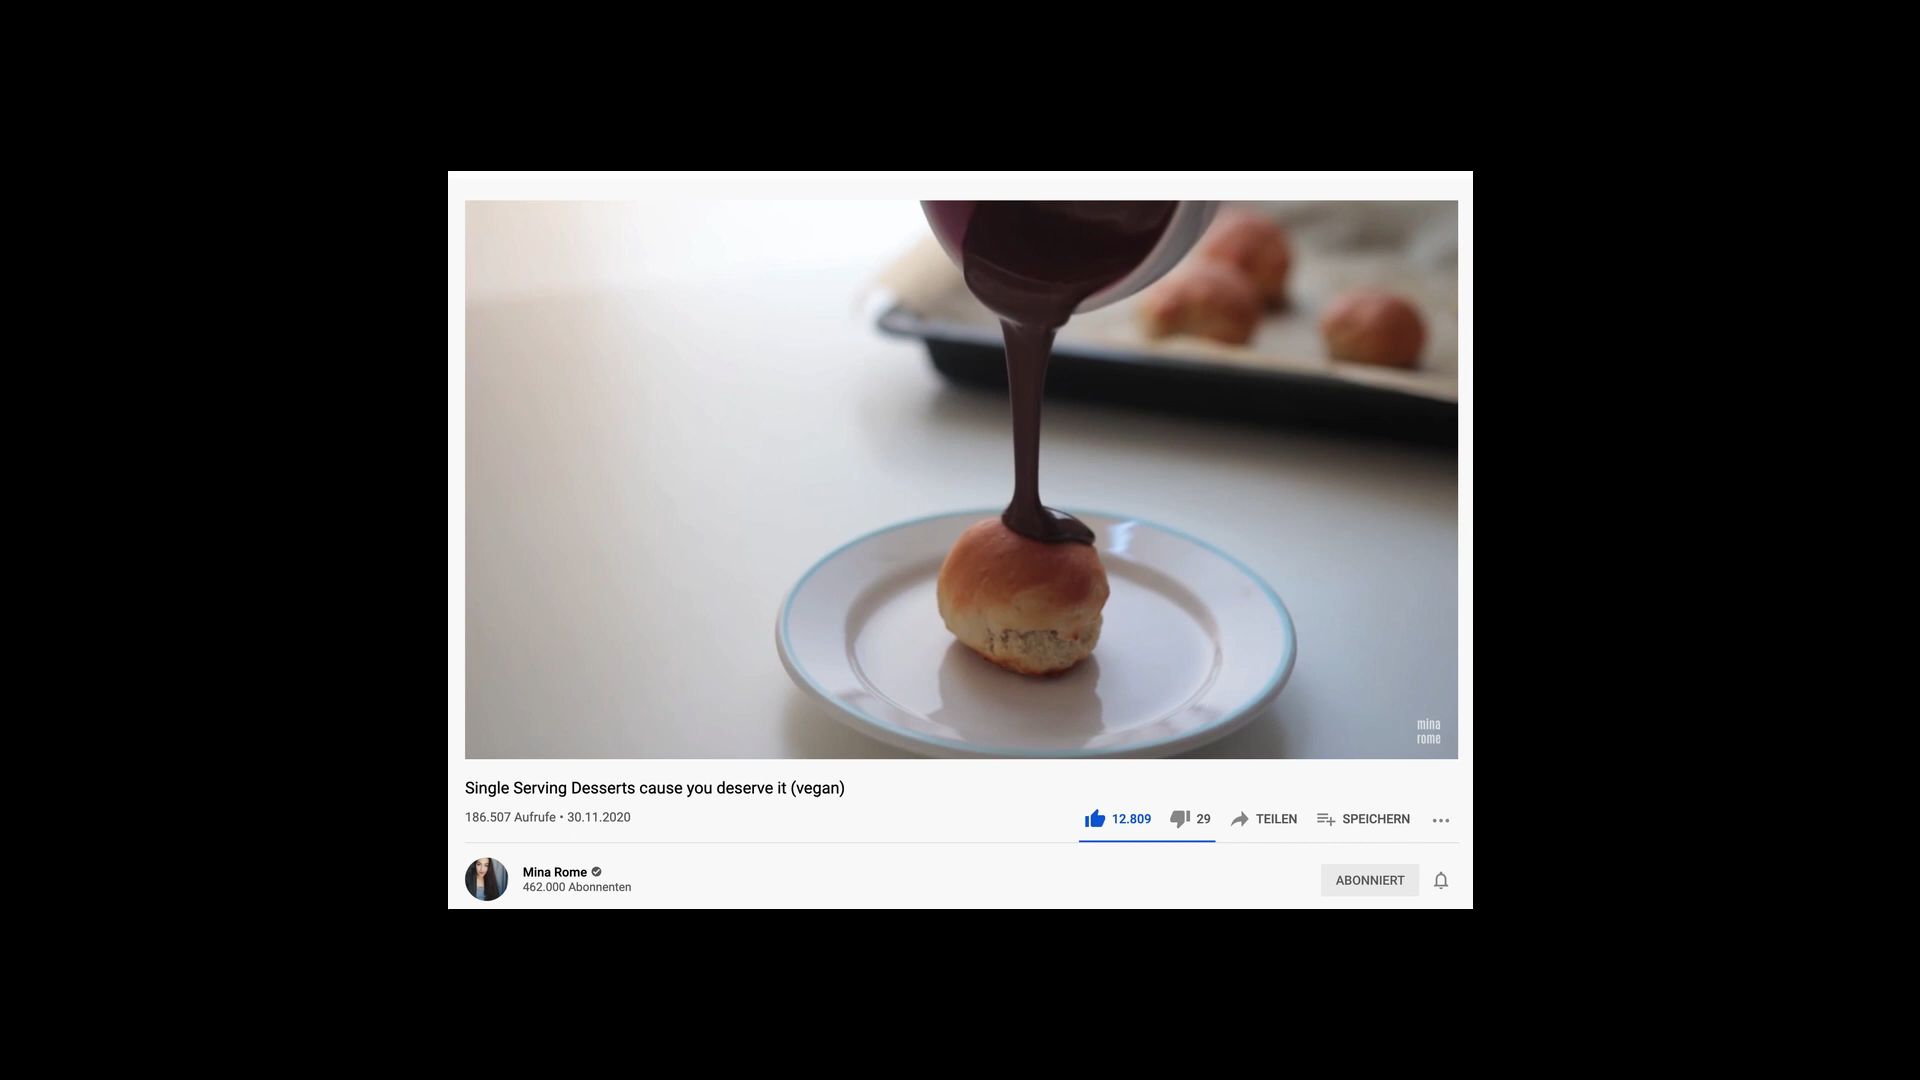 mina
rome
Single Serving Desserts cause you deserve it (vegan)
186.507 Aufrufe • 30.11.2020
12.809 29 TEILEN SPEICHERN
Mina Rome
462.000 Abonnenten
ABONNIERT